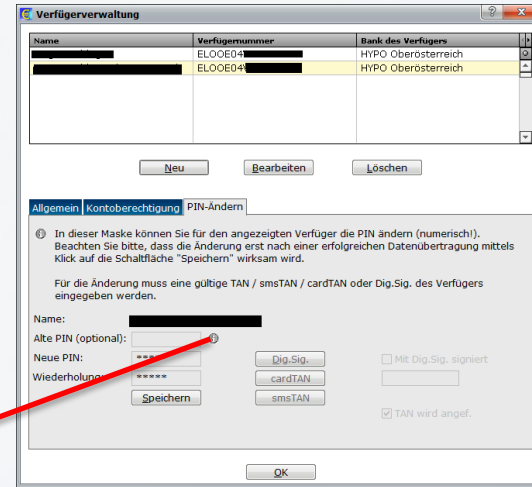 Verfügerverwaltung
Name Verfügernummer Bank des Verfügers
ELOOE04 HYPO Oberösterreich
ELOOE04 HYPO Oberösterreich
Neu Bearbeiten Löschen
Allgemein Kontoberechtigung PIN-Ändern
In dieser Maske können Sie für den angezeigten Verfüger die PIN ändern (numerisch!).
Beachten Sie bitte, dass die Änderung erst nach einer erfolgreichen Datenübertragung mittels
Klick auf die Schaltfläche "Speichern" wirksam wird.
Für die Änderung muss eine gültige TAN / smsTAN / cardTAN oder Dig.Sig. des Verfügers
eingegeben werden.
Name:
Alte PIN (optional):
Neue PIN: Dig.Sig. Mit Dig.Sig. signiert
Wiederholung ***** cardTAN
Speichern smsTAN
TAN wird angef.
OK